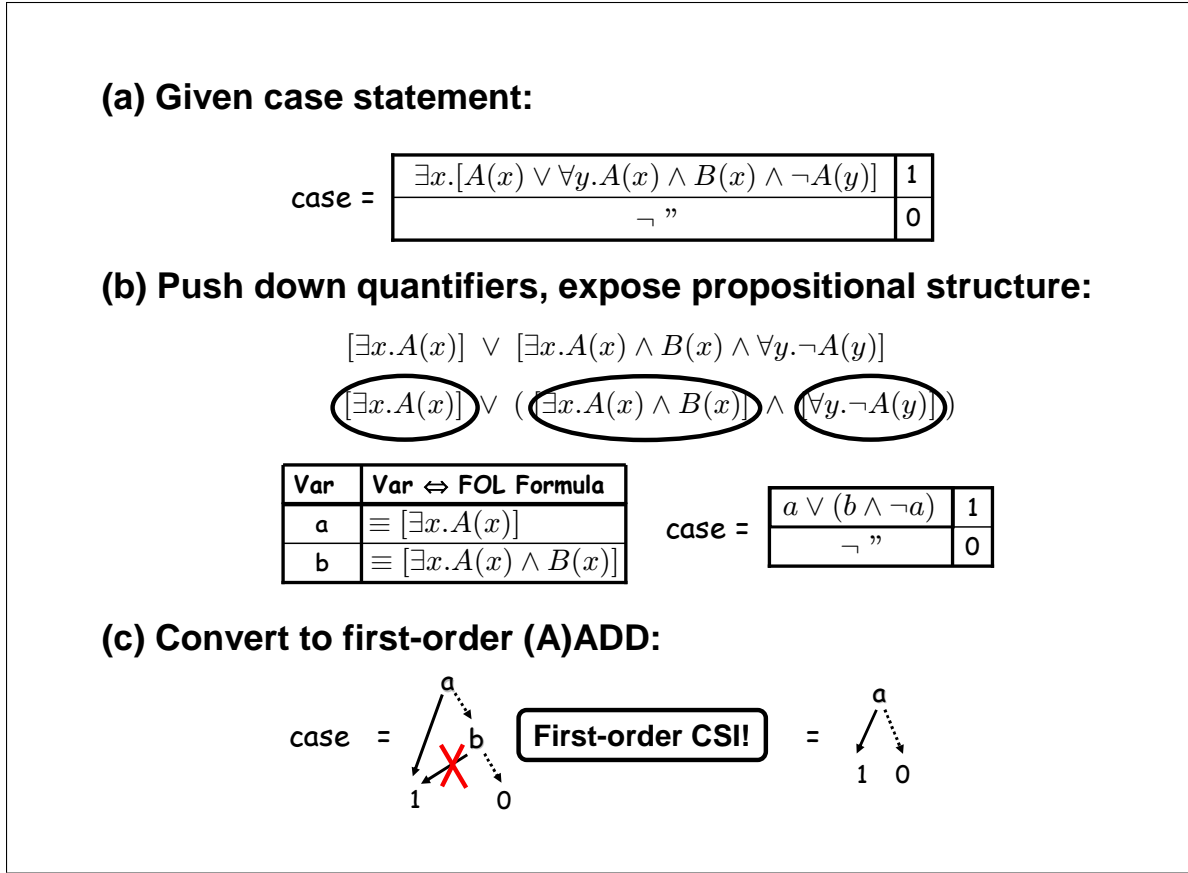 (a) Given case statement:
case = ∃x.[A(x) ∨ ∀y.A(x) ∧ B(x) ∧ ¬A(y)] 1
¬ ” 0
(b) Push down quantifiers, expose propositional structure:
[∃x.A(x)] ∨ [∃x.A(x) ∧ B(x) ∧ ∀y.¬A(y)]
[∃x.A(x)] ∨ ( [∃x.A(x) ∧ B(x)] ∧ [∀y.¬A(y)] )
Var Var ⇔ FOL Formula
a ≡ [∃x.A(x)]
b ≡ [∃x.A(x) ∧ B(x)]
case = a ∨ (b ∧ ¬a) 1
¬ ” 0
(c) Convert to first-order (A)ADD:
a
case = b First-order CSI! =
1 0
a
1 0